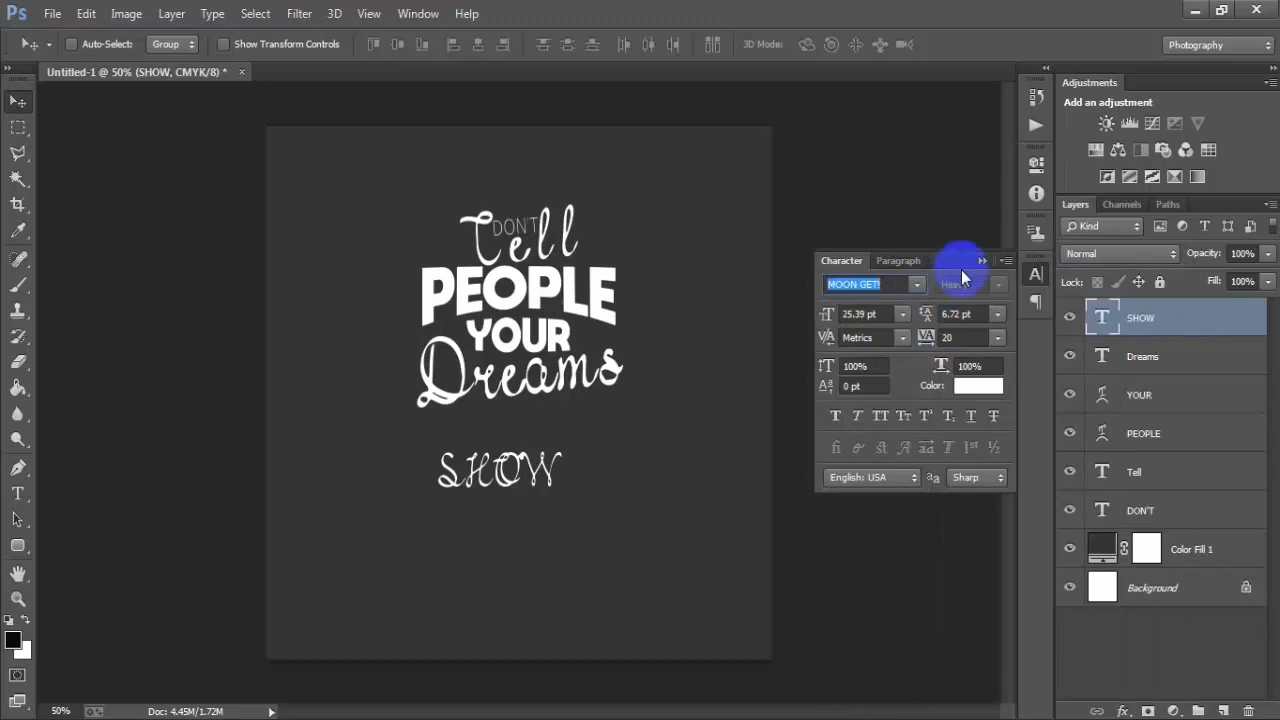 Ps File Edit Image Layer Type Select Filter 3D View Window Help
Auto-Select: Group Show Transform Controls 3D Mode: Photography
Untitled-1 @ 50% (SHOW, CMYK/8) * ×
Adjustments
Add an adjustment
Layers Channels Paths
Kind
Normal Opacity: 100%
Lock: Fill: 100%
SHOW
Dreams
YOUR
PEOPLE
Tell
DON'T
Color Fill 1
Background
Character Paragraph
MOON GET!
25.39 pt 6.72 pt
Metrics 20
100% 100%
0 pt Color:
English: USA Sharp
DON'T
Tell
PEOPLE
YOUR
Dreams
SHOW
50% Doc: 4.45M/1.72M